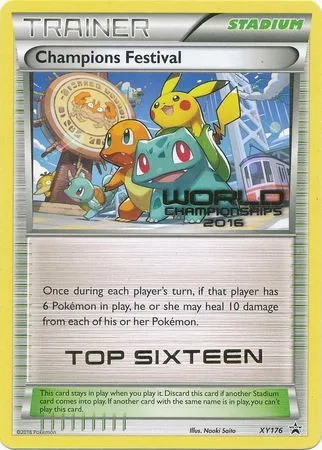 TRAINER
STADIUM
Champions Festival
WORLD
CHAMPIONSHIPS
2016
Once during each player's turn, if that player has
6 Pokémon in play, he or she may heal 10 damage
from each of his or her Pokémon.
TOP SIXTEEN
This card stays in play when you play it. Discard this card if another Stadium
card comes into play. If another card with the same name is in play, you can't
play this card.
©2016 Pokémon
Illus. Naoki Saito
XY176